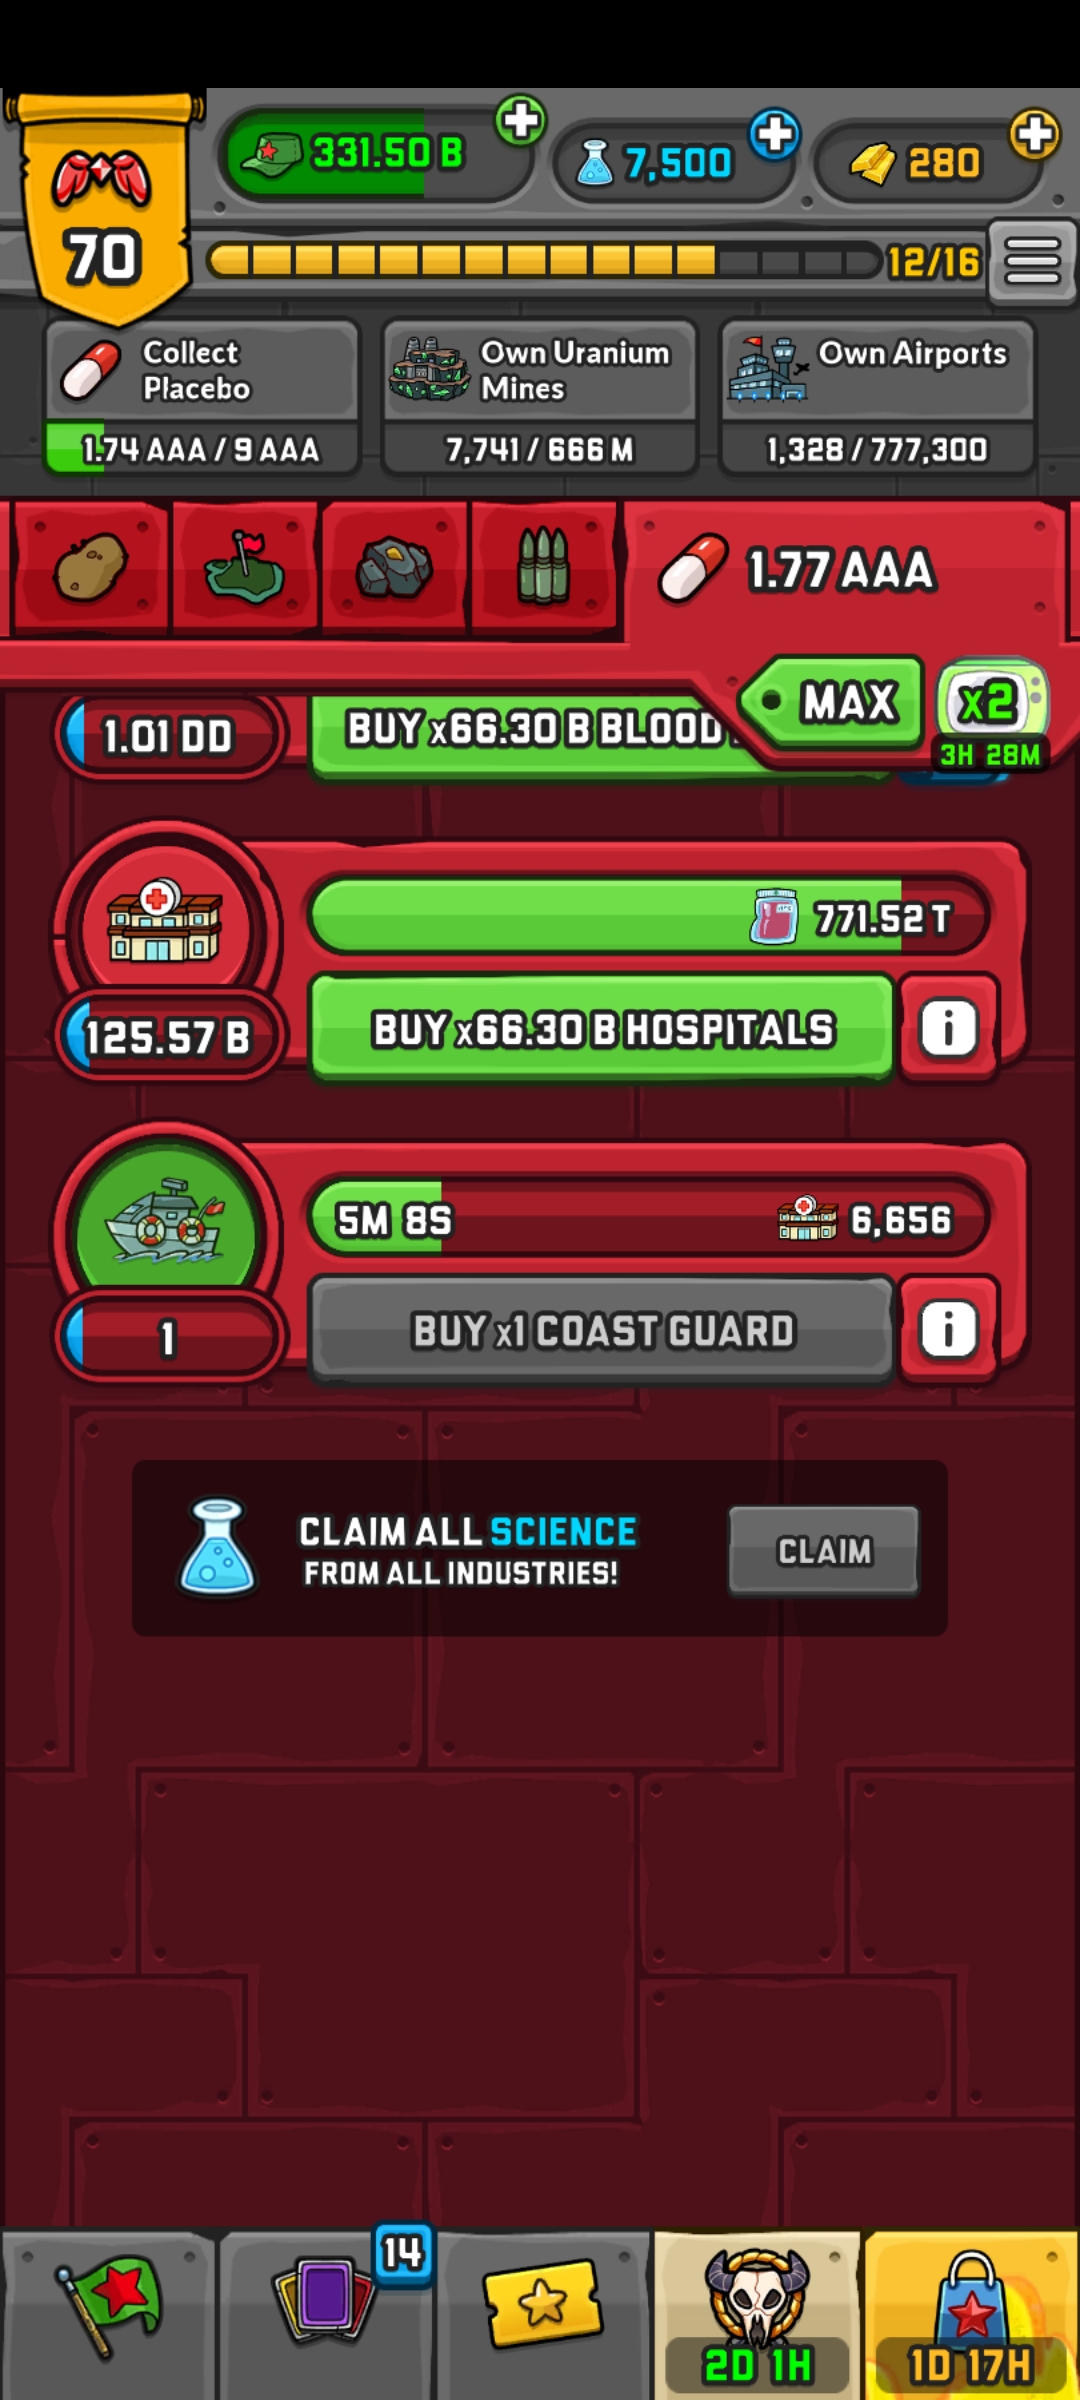 331.50 B
7,500
280
70
12/16
Collect
Placebo
1.74 AAA / 9 AAA
Own Uranium
Mines
7,741 / 666 M
Own Airports
1,328 / 777,300
1.77 AAA
MAX
x2
3H 28M
1.01 DD
BUY x66.30 B BLOOD
771.52 T
125.57 B
BUY x66.30 B HOSPITALS
i
5M 8S
6,656
1
BUY x1 COAST GUARD
i
CLAIM ALL SCIENCE
FROM ALL INDUSTRIES!
CLAIM
14
2D 1H
1D 17H